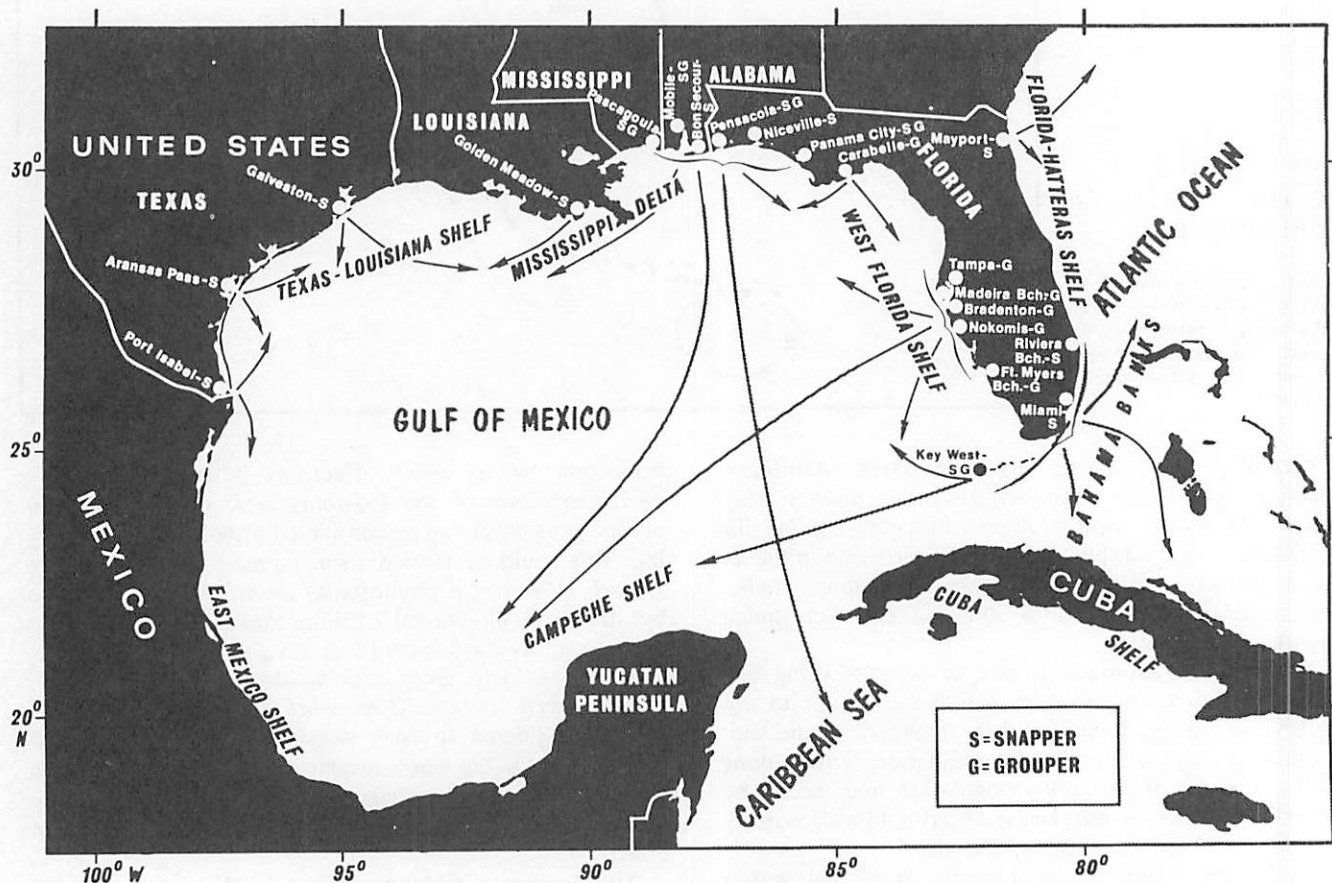 MISSISSIPPI
ALABAMA
LOUISIANA
UNITED STATES
TEXAS
FLORIDA
Pascagoula
SG
Mobile-
SG
Bon Secour-
S
Pensacola-SG
Niceville-S
Panama City-SG
Carabelle-G
Mayport-
S
Golden Meadow-S
Galveston-S
Aransas Pass-S
Port Isabel-S
FLORIDA-HATTERAS SHELF
ATLANTIC OCEAN
MISSISSIPPI DELTA
TEXAS-LOUISIANA SHELF
WEST FLORIDA SHELF
Tampa-G
Madeira Bch.-G
Bradenton-G
Nokomis-G
Riviera
Bch.-S
Ft. Myers
Bch.-G
Miami
S
Key West-
SG
GULF OF MEXICO
BAHAMA BANKS
MEXICO
EAST MEXICO SHELF
CAMPECHE SHELF
YUCATAN
PENINSULA
CARIBBEAN SEA
CUBA
CUBA
SHELF
S=SNAPPER
G=GROUPER
30°
25°
20°
N
100° W
95°
90°
85°
80°